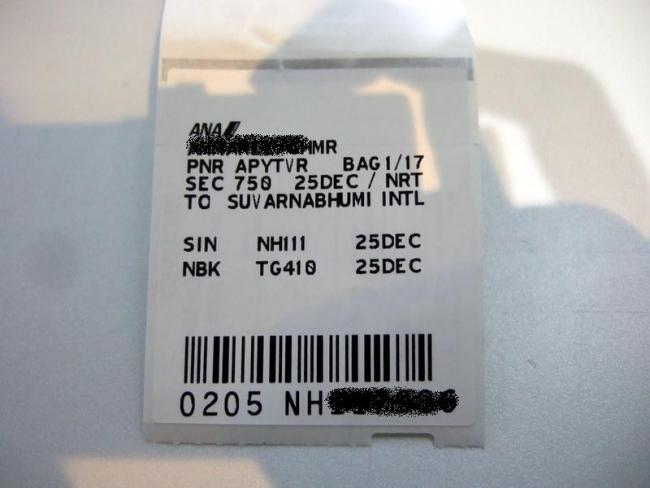 ANA
MR
PNR APYTVR BAG1/17
SEC 750 25DEC / NRT
TO SUVARNABHUMI INTL
SIN NH111 25DEC
NBK TG410 25DEC
0205 NH